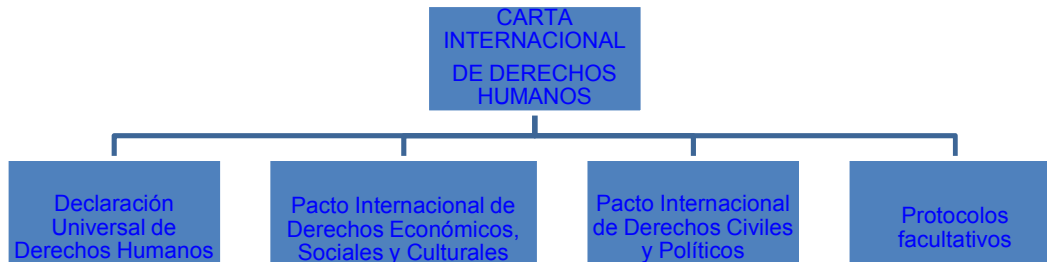 CARTA
INTERNACIONAL
DE DERECHOS
HUMANOS
Declaración
Universal de
Derechos Humanos
Pacto Internacional de
Derechos Económicos,
Sociales y Culturales
Pacto Internacional
de Derechos Civiles
y Políticos
Protocolos
facultativos